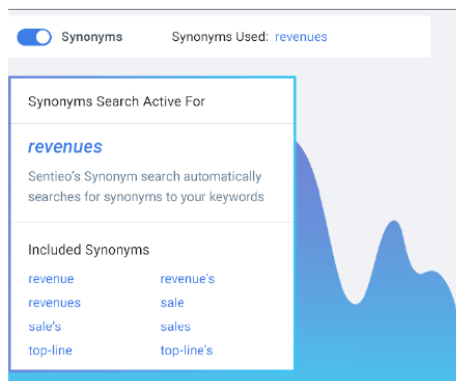 Synonyms Synonyms Used: revenues
Synonyms Search Active For
revenues
Sentieo's Synonym search automatically
searches for synonyms to your keywords
Included Synonyms
revenue revenue's
revenues sale
sale's sales
top-line top-line's